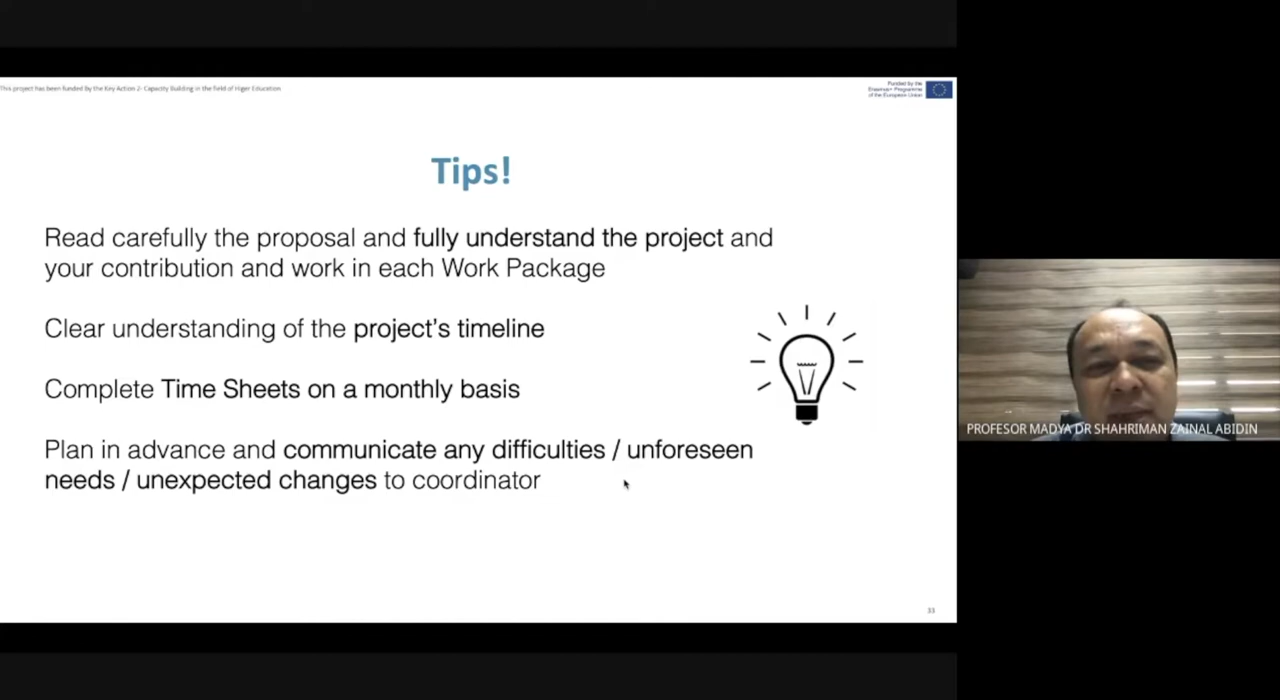 This project has been funded by the Key Action 2- Capacity Building in the field of Higer Education
Funded by the
Erasmus+ Programme
of the European Union
Tips!
Read carefully the proposal and fully understand the project and
your contribution and work in each Work Package
Clear understanding of the project's timeline
Complete Time Sheets on a monthly basis
Plan in advance and communicate any difficulties / unforeseen
needs / unexpected changes to coordinator
33
PROFESOR MADYA DR SHAHRIMAN ZAINAL ABIDIN